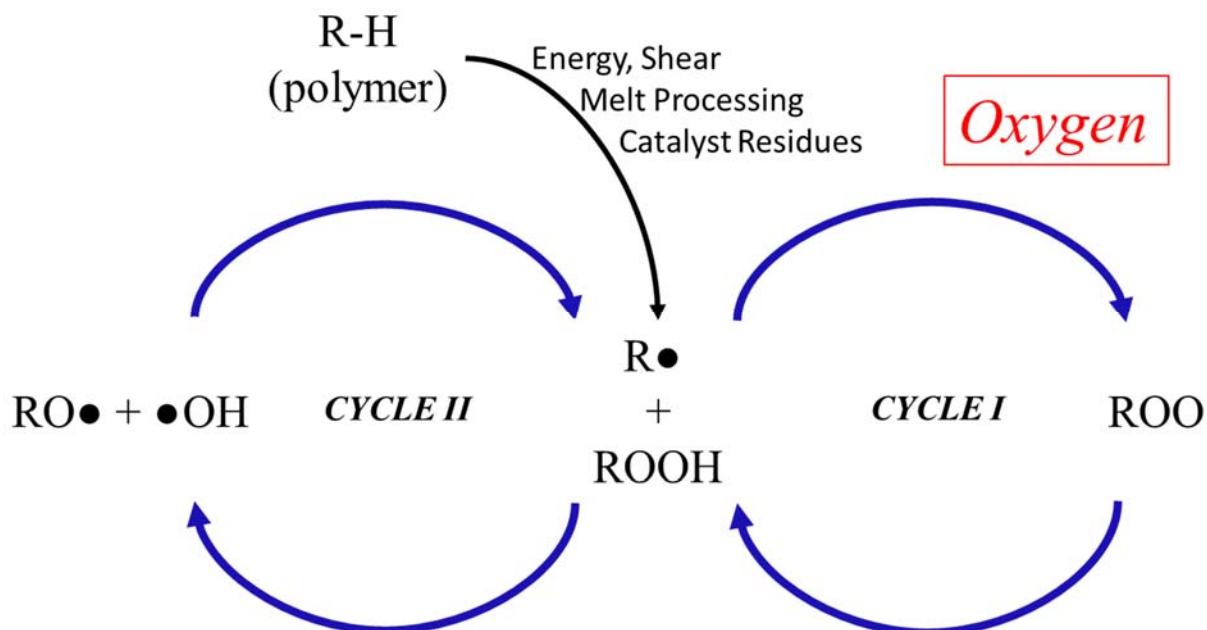 R-H
(polymer)
Energy, Shear
Melt Processing
Catalyst Residues
Oxygen
R●
+
ROOH
RO● + ●OH
CYCLE II
CYCLE I
ROO